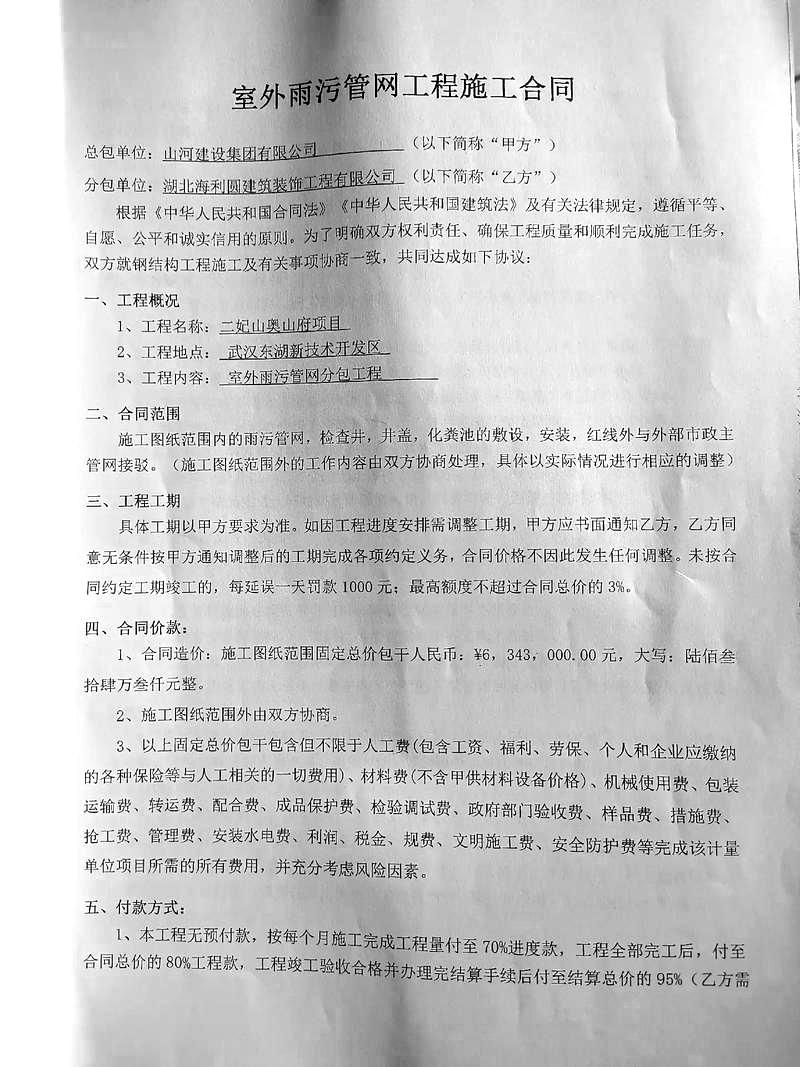 室外雨污管网工程施工合同
总包单位：山河建设集团有限公司（以下简称“甲方”）
分包单位：湖北海利圆建筑装饰工程有限公司（以下简称“乙方”）
根据《中华人民共和国合同法》《中华人民共和国建筑法》及有关法律规定，遵循平等、
自愿、公平和诚实信用的原则。为了明确双方权利责任、确保工程质量和顺利完成施工任务，
双方就钢结构工程施工及有关事项协商一致，共同达成如下协议：
一、工程概况
1、工程名称：二妃山奥山府项目
2、工程地点：武汉东湖新技术开发区
3、工程内容：室外雨污管网分包工程
二、合同范围
施工图纸范围内的雨污管网，检查井，井盖，化粪池的敷设，安装，红线外与外部市政主
管网接驳。（施工图纸范围外的工作内容由双方协商处理，具体以实际情况进行相应的调整）
三、工程工期
具体工期以甲方要求为准。如因工程进度安排需调整工期，甲方应书面通知乙方，乙方同
意无条件按甲方通知调整后的工期完成各项约定义务，合同价格不因此发生任何调整。未按合
同约定工期竣工的，每延误一天罚款 1000 元；最高额度不超过合同总价的 3%。
四、合同价款：
1、合同造价：施工图纸范围固定总价包干人民币：¥6，343，000.00 元，大写：陆佰叁
拾肆万叁仟元整。
2、施工图纸范围外由双方协商。
3、以上固定总价包干包含但不限于人工费(包含工资、福利、劳保、个人和企业应缴纳
的各种保险等与人工相关的一切费用)、材料费(不含甲供材料设备价格)、机械使用费、包装
运输费、转运费、配合费、成品保护费、检验调试费、政府部门验收费、样品费、措施费、
抢工费、管理费、安装水电费、利润、税金、规费、文明施工费、安全防护费等完成该计量
单位项目所需的所有费用，并充分考虑风险因素。
五、付款方式：
1、本工程无预付款，按每个月施工完成工程量付至 70%进度款，工程全部完工后，付至
合同总价的 80%工程款，工程竣工验收合格并办理完结算手续后付至结算总价的 95%（乙方需